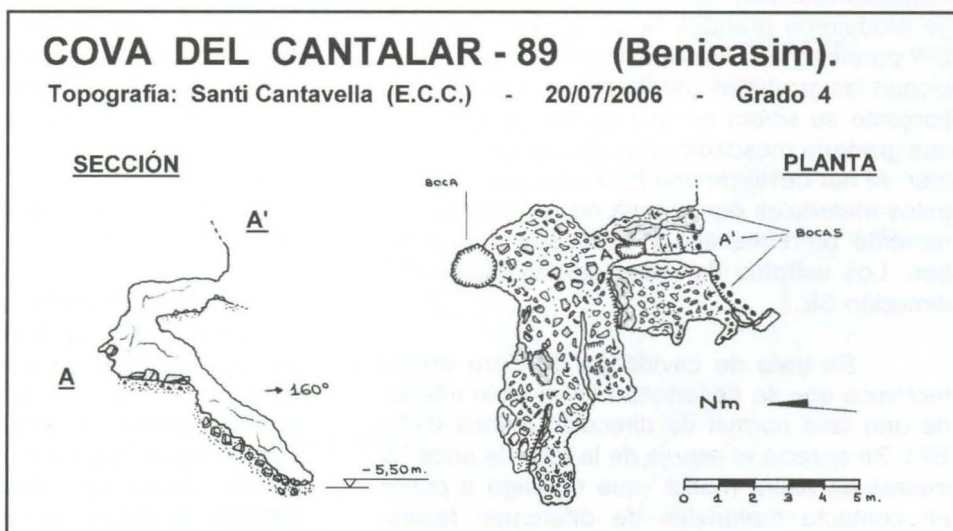 COVA DEL CANTALAR - 89 (Benicasim).
Topografía: Santi Cantavella (E.C.C.) - 20/07/2006 - Grado 4
SECCIÓN
PLANTA
BOCA
A'
A
A'
BOCAS
A
→ 160°
Nm
- 5,50 m.
0 1 2 3 4 5 m.